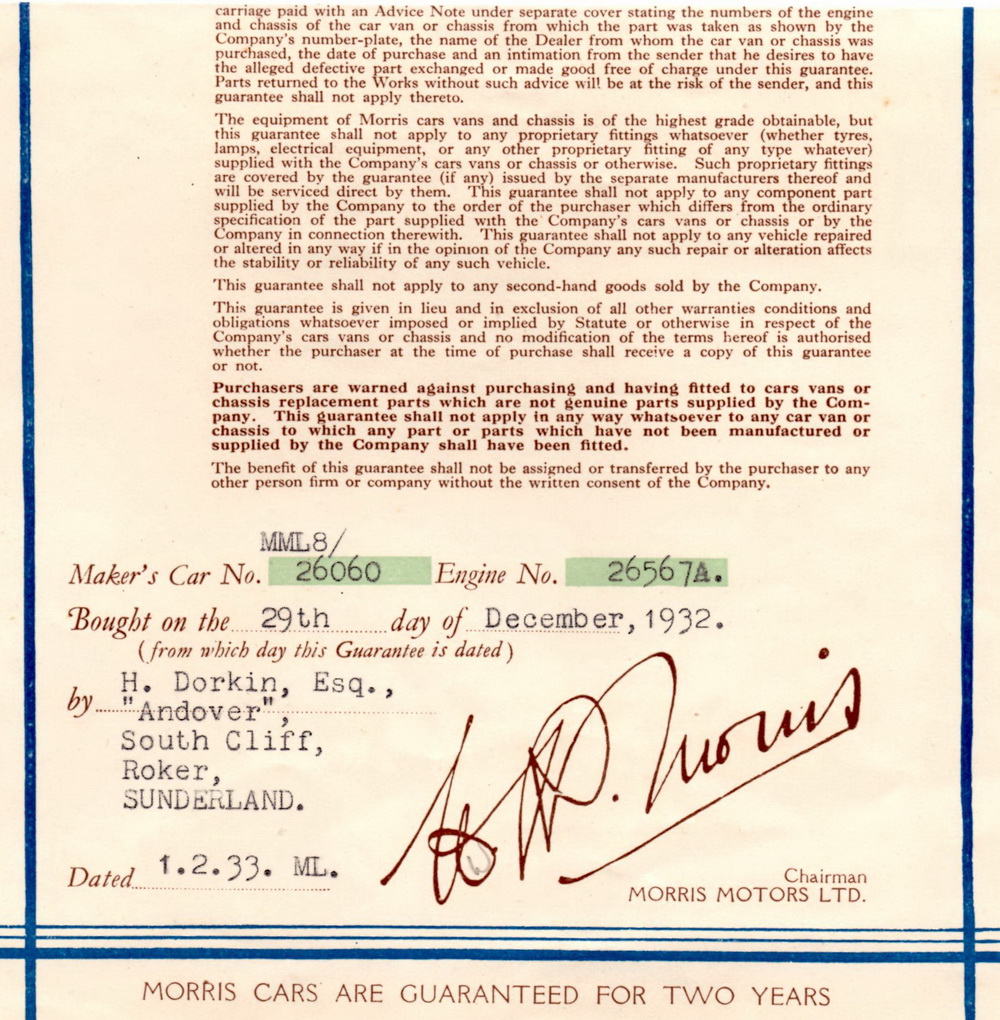 carriage paid with an Advice Note under separate cover stating the numbers of the engine
and chassis of the car van or chassis from which the part was taken as shown by the
Company's number-plate, the name of the Dealer from whom the car van or chassis was
purchased, the date of purchase and an intimation from the sender that he desires to have
the alleged defective part exchanged or made good free of charge under this guarantee.
Parts returned to the Works without such advice will be at the risk of the sender, and this
guarantee shall not apply thereto.
The equipment of Morris cars vans and chassis is of the highest grade obtainable, but
this guarantee shall not apply to any proprietary fittings whatsoever (whether tyres,
lamps, electrical equipment, or any other proprietary fitting of any type whatever)
supplied with the Company's cars vans or chassis or otherwise. Such proprietary fittings
are covered by the guarantee (if any) issued by the separate manufacturers thereof and
will be serviced direct by them. This guarantee shall not apply to any component part
supplied by the Company to the order of the purchaser which differs from the ordinary
specification of the part supplied with the Company's cars vans or chassis or by the
Company in connection therewith. This guarantee shall not apply to any vehicle repaired
or altered in any way if in the opinion of the Company any such repair or alteration affects
the stability or reliability of any such vehicle.
This guarantee shall not apply to any second-hand goods sold by the Company.
This guarantee is given in lieu and in exclusion of all other warranties conditions and
obligations whatsoever imposed or implied by Statute or otherwise in respect of the
Company's cars vans or chassis and no modification of the terms hereof is authorised
whether the purchaser at the time of purchase shall receive a copy of this guarantee
or not.
Purchasers are warned against purchasing and having fitted to cars vans or
chassis replacement parts which are not genuine parts supplied by the Com-
pany. This guarantee shall not apply in any way whatsoever to any car van or
chassis to which any part or parts which have not been manufactured or
supplied by the Company shall have been fitted.
The benefit of this guarantee shall not be assigned or transferred by the purchaser to any
other person firm or company without the written consent of the Company.
MML8/
Maker's Car No. 26060 Engine No. 26567A.
Bought on the 29th day of December, 1932.
(from which day this Guarantee is dated)
by H. Dorkin, Esq.,
"Andover",
South Cliff,
Roker,
SUNDERLAND.
Morris
Dated 1.2.33. ML.
Chairman
MORRIS MOTORS LTD.
MORRIS CARS ARE GUARANTEED FOR TWO YEARS